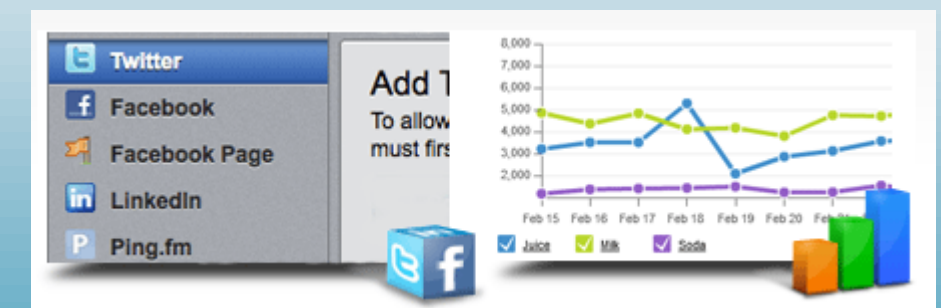 Twitter
Facebook
Facebook Page
LinkedIn
Ping.fm
Add T
To allow
must firs
8,000
7,000
6,000
5,000
4,000
3,000
2,000
Feb 15 Feb 16 Feb 17 Feb 18 Feb 19 Feb 20 Feb
Juice Milk Soda